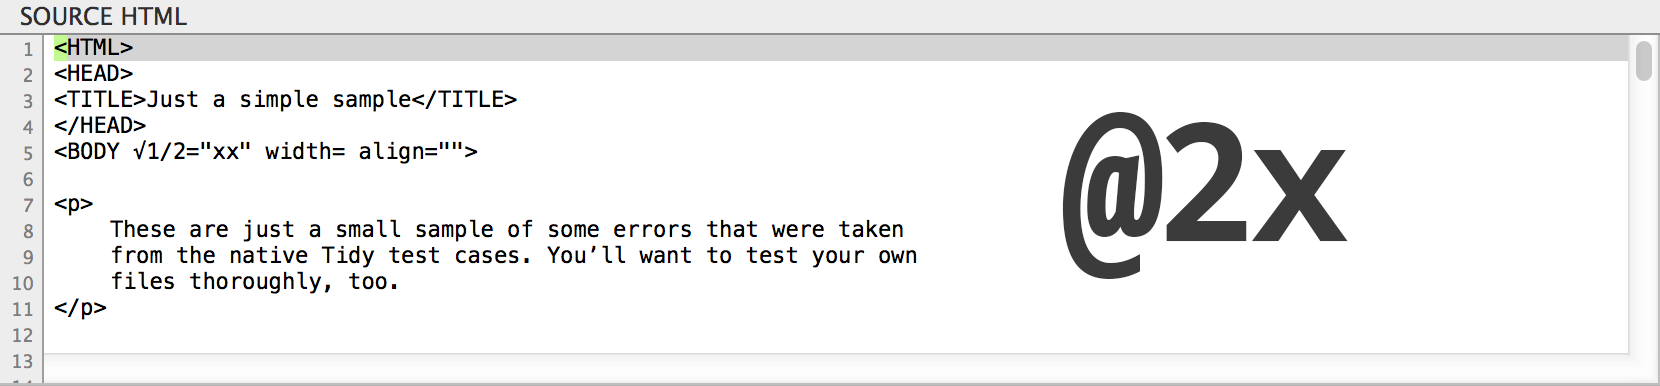 SOURCE HTML
1 <HTML>
2 <HEAD>
3 <TITLE>Just a simple sample</TITLE>
4 </HEAD>
5 <BODY √1/2="xx" width= align="">
6
7 <p>
8 These are just a small sample of some errors that were taken
9 from the native Tidy test cases. You’ll want to test your own
10 files thoroughly, too.
11 </p>
12
13
@2x